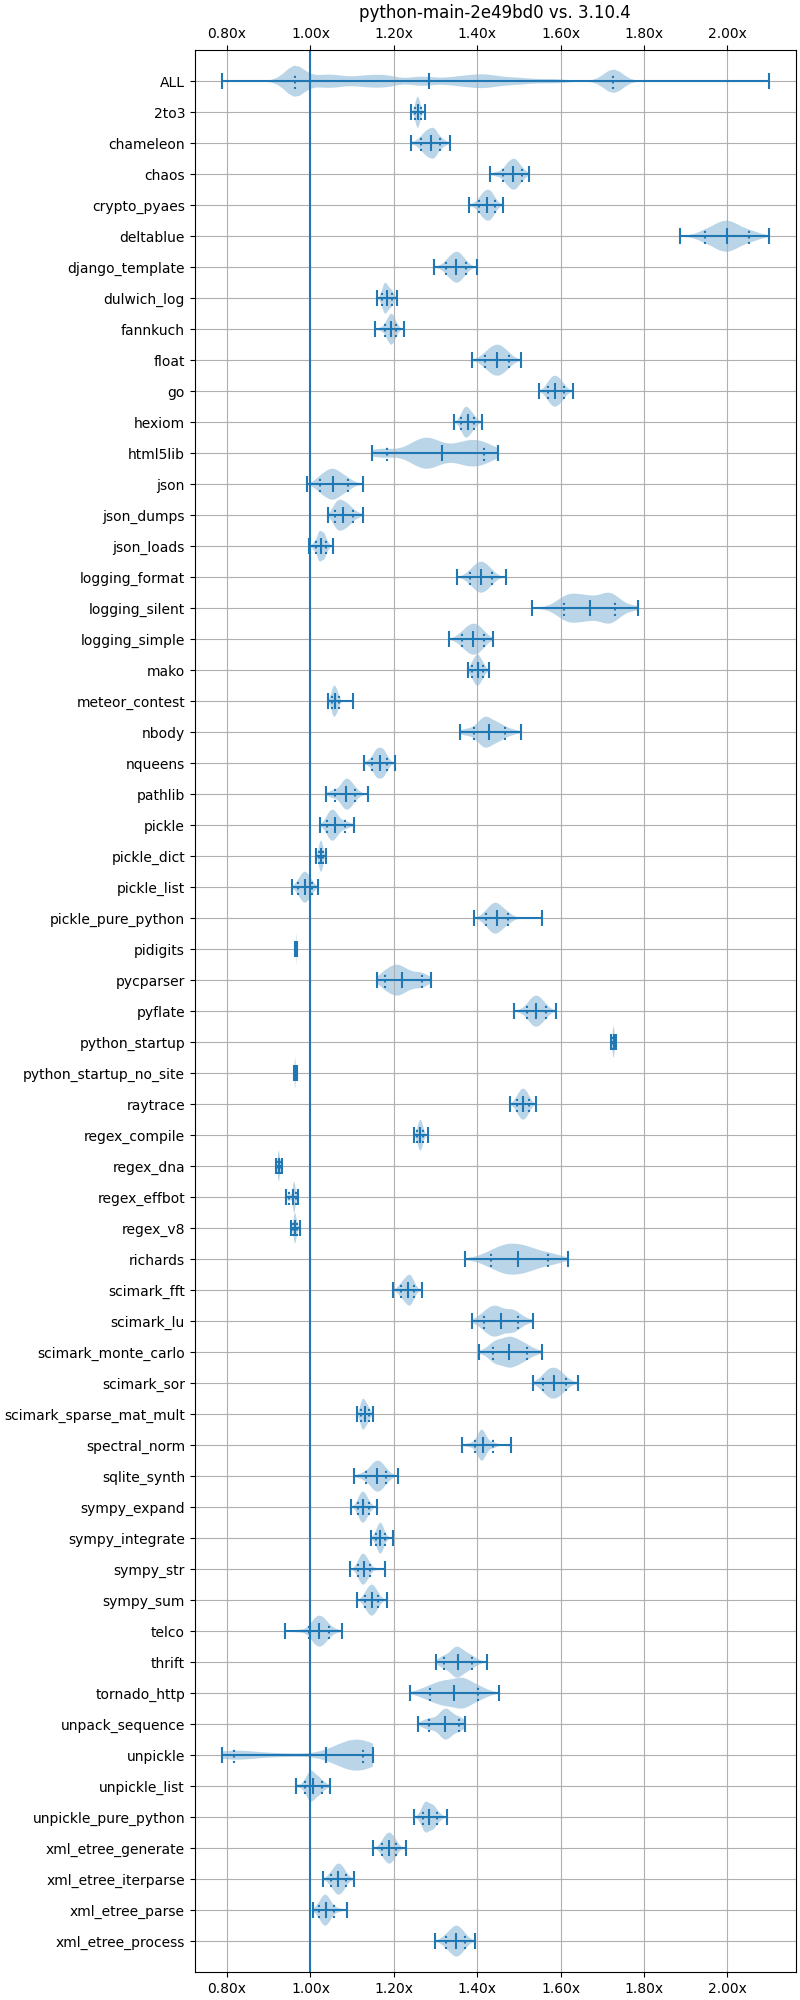 python-main-2e49bd0 vs. 3.10.4
0.80x 1.00x 1.20x 1.40x 1.60x 1.80x 2.00x
ALL
2to3
chameleon
chaos
crypto_pyaes
deltablue
django_template
dulwich_log
fannkuch
float
go
hexiom
html5lib
json
json_dumps
json_loads
logging_format
logging_silent
logging_simple
mako
meteor_contest
nbody
nqueens
pathlib
pickle
pickle_dict
pickle_list
pickle_pure_python
pidigits
pycparser
pyflate
python_startup
python_startup_no_site
raytrace
regex_compile
regex_dna
regex_effbot
regex_v8
richards
scimark_fft
scimark_lu
scimark_monte_carlo
scimark_sor
scimark_sparse_mat_mult
spectral_norm
sqlite_synth
sympy_expand
sympy_integrate
sympy_str
sympy_sum
telco
thrift
tornado_http
unpack_sequence
unpickle
unpickle_list
unpickle_pure_python
xml_etree_generate
xml_etree_iterparse
xml_etree_parse
xml_etree_process
0.80x 1.00x 1.20x 1.40x 1.60x 1.80x 2.00x